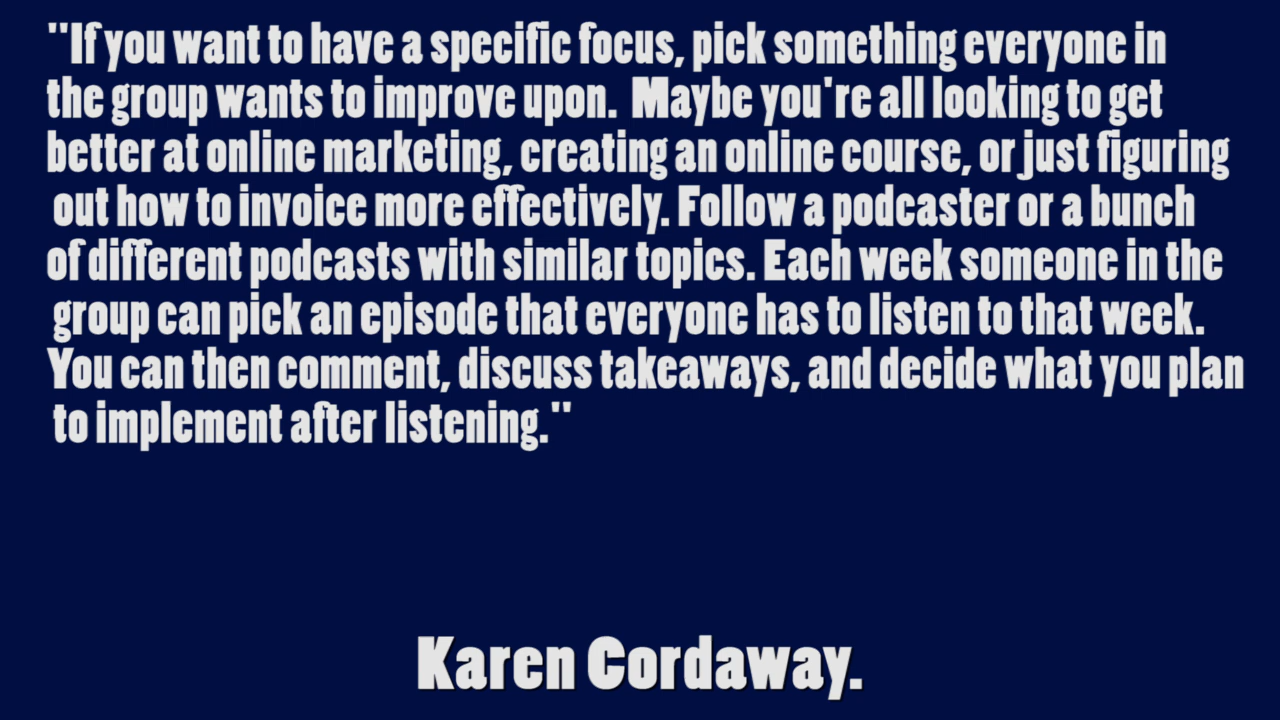 "If you want to have a specific focus, pick something everyone in
the group wants to improve upon.  Maybe you're all looking to get
better at online marketing, creating an online course, or just figuring
out how to invoice more effectively. Follow a podcaster or a bunch
of different podcasts with similar topics. Each week someone in the
group can pick an episode that everyone has to listen to that week.
You can then comment, discuss takeaways, and decide what you plan
to implement after listening."
Karen Cordaway.